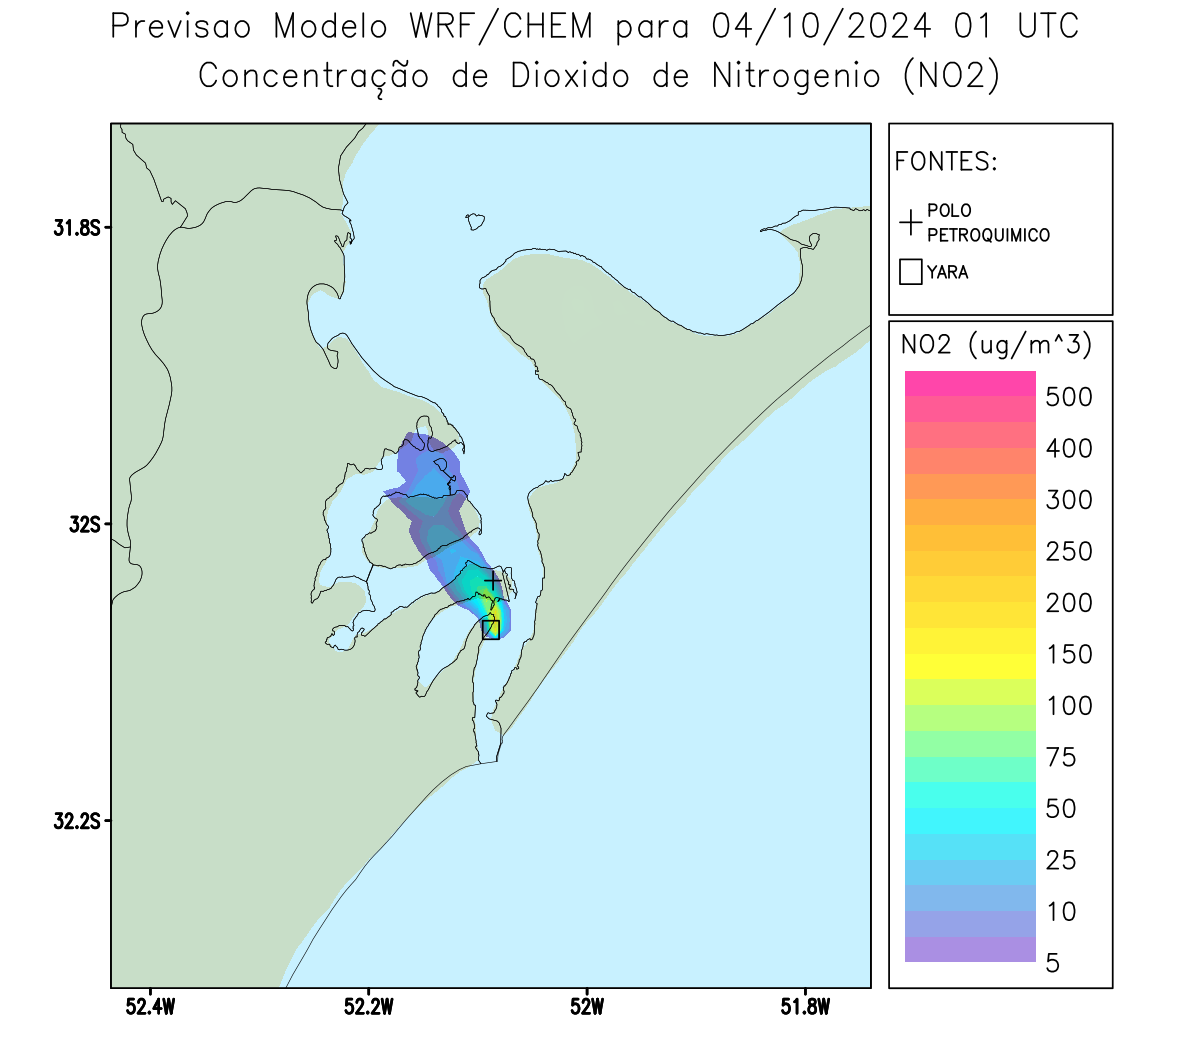 Previsao Modelo WRF/CHEM para 04/10/2024 01 UTC
Concentração de Dioxido de Nitrogenio (NO2)
FONTES:
POLO
PETROQUIMICO
YARA
NO2 (ug/m^3)
500
400
300
250
200
150
100
75
50
25
10
5
31.8S
32S
32.2S
52.4W
52.2W
52W
51.8W